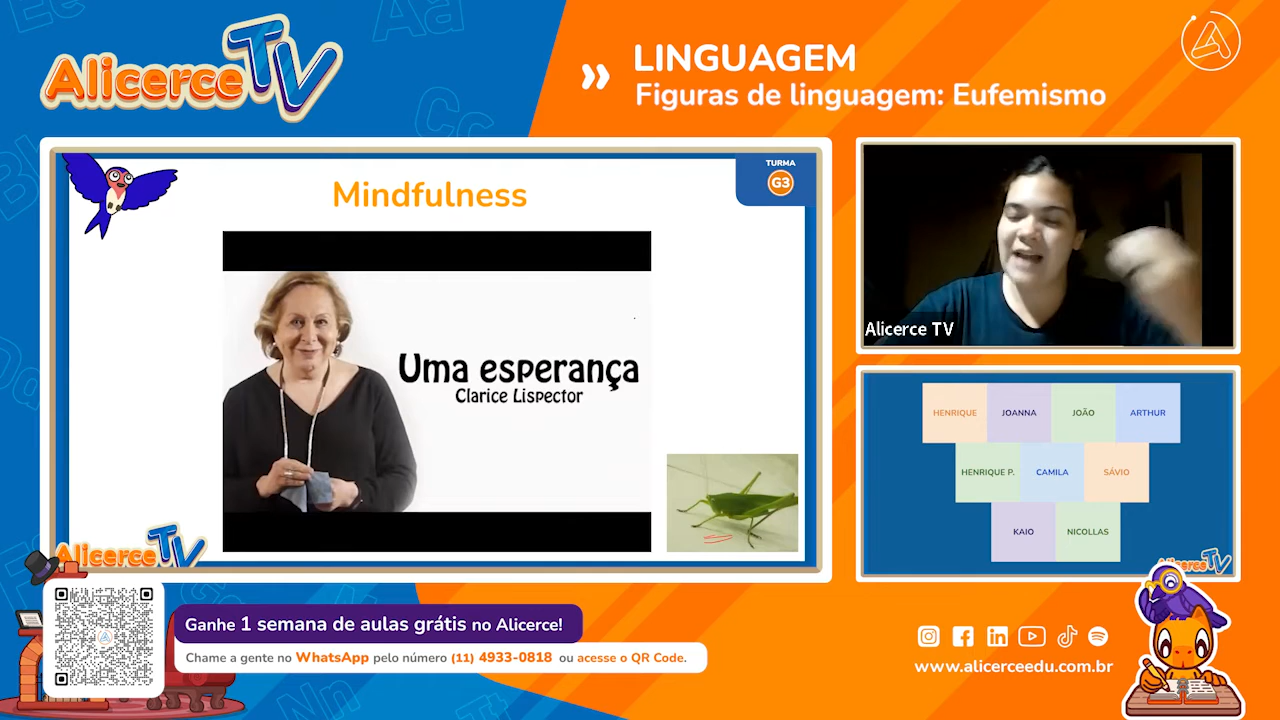 Alicerce TV
LINGUAGEM
Figuras de linguagem: Eufemismo
TURMA
G3
Mindfulness
Uma esperança
Clarice Lispector
Alicerce TV
Alicerce TV
HENRIQUE
JOANNA
JOÃO
ARTHUR
HENRIQUE P.
CAMILA
SÁVIO
KAIO
NICOLLAS
Alicerce TV
Ganhe 1 semana de aulas grátis no Alicerce!
Chame a gente no WhatsApp pelo número (11) 4933-0818 ou acesse o QR Code.
www.alicerceedu.com.br